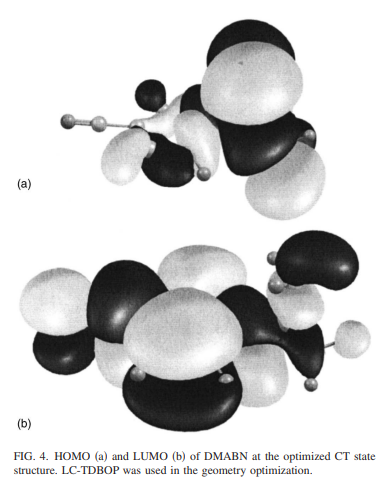 (a)
(b)
FIG. 4. HOMO (a) and LUMO (b) of DMABN at the optimized CT state
structure. LC-TDBOP was used in the geometry optimization.